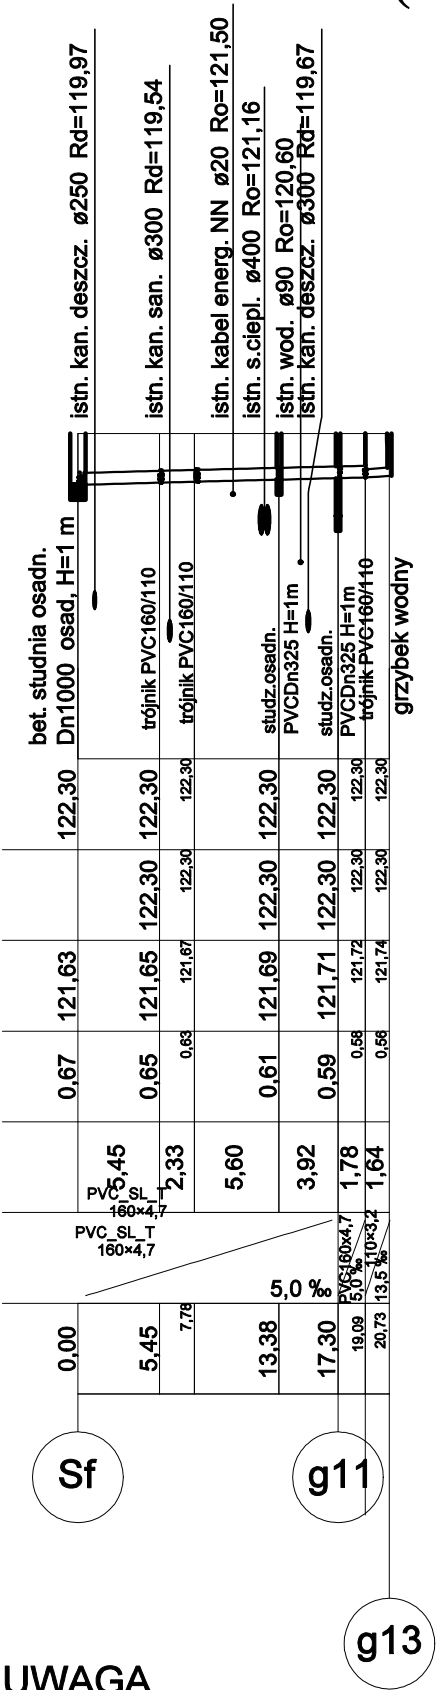 istn. kan. deszcz. ø250 Rd=119,97
istn. kan. san. ø300 Rd=119,54
istn. kabel energ. NN ø20 Ro=121,50
istn. s.ciepl. ø400 Ro=121,16
istn. wod. ø90 Ro=120,60
istn. kan. deszcz. ø300 Rd=119,67
bet. studnia osadn.
Dn1000 osad, H=1 m
trójnik PVC160/110
trójnik PVC160/110
studz.osadn.
PVCDn325 H=1m
studz.osadn.
PVCDn325 H=1m
trójnik PVC160/110
grzybek wodny
122,30 122,30 122,30 122,30 122,30 122,30 122,30
122,30 122,30 122,30 122,30 122,30 122,30
121,63 121,65 121,67 121,69 121,71 121,72 121,74
0,67 0,65 0,63 0,61 0,59 0,58 0,56
5,45 2,33 5,60 3,92 1,78 1,64
PVC_SL_T
160×4,7
PVC_SL_T
160×4,7
5,0 ‰
PVC160x4,7
5,0 ‰
110×3,2
13,5 ‰
0,00 5,45 7,78 13,38 17,30 19,09 20,73
Sf
g11
g13
UWAGA